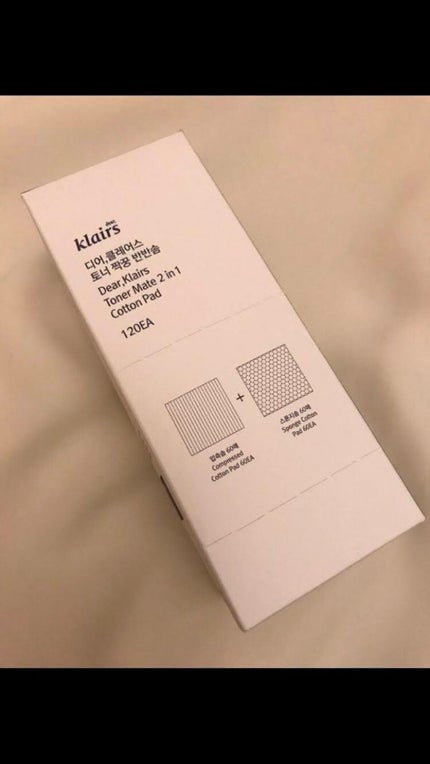 dear,
klairs
디어,클레어스
토너 짝꿍 반반솜
Dear,Klairs
Toner Mate 2 in 1
Cotton Pad
120EA
+
압축솜 60매
Compressed
Cotton Pad 60EA
스폰지솜 60매
Sponge Cotton
Pad 60EA